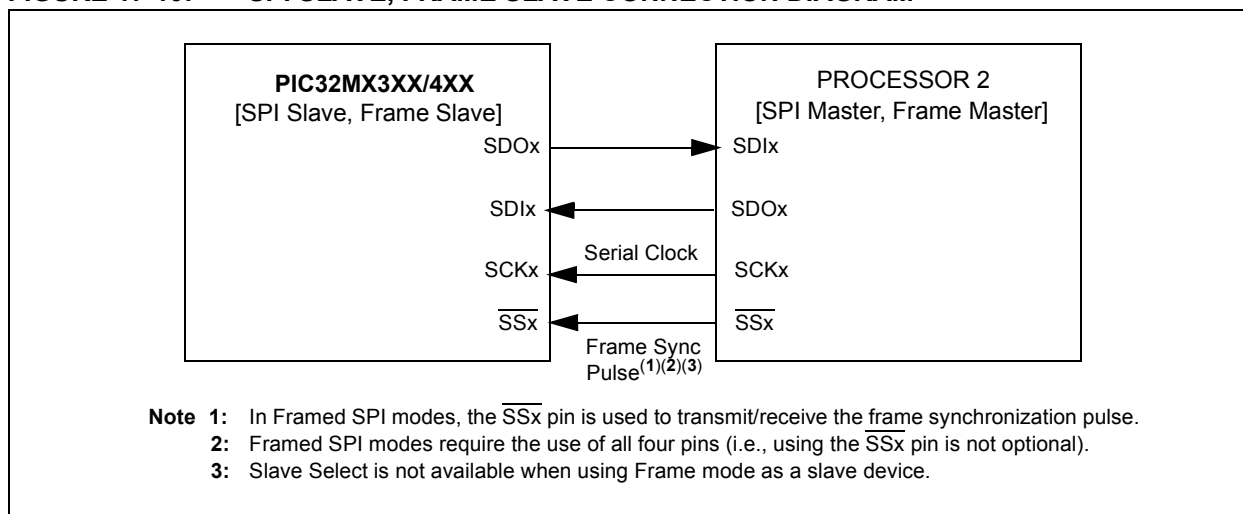 PIC32MX3XX/4XX
[SPI Slave, Frame Slave]
PROCESSOR 2
[SPI Master, Frame Master]
SDOx
SDIx
SDIx
SDOx
Serial Clock
SCKx
SCKx
SSx
SSx
Frame Sync
Pulse(1)(2)(3)
Note 1: In Framed SPI modes, the SSx pin is used to transmit/receive the frame synchronization pulse.
2: Framed SPI modes require the use of all four pins (i.e., using the SSx pin is not optional).
3: Slave Select is not available when using Frame mode as a slave device.